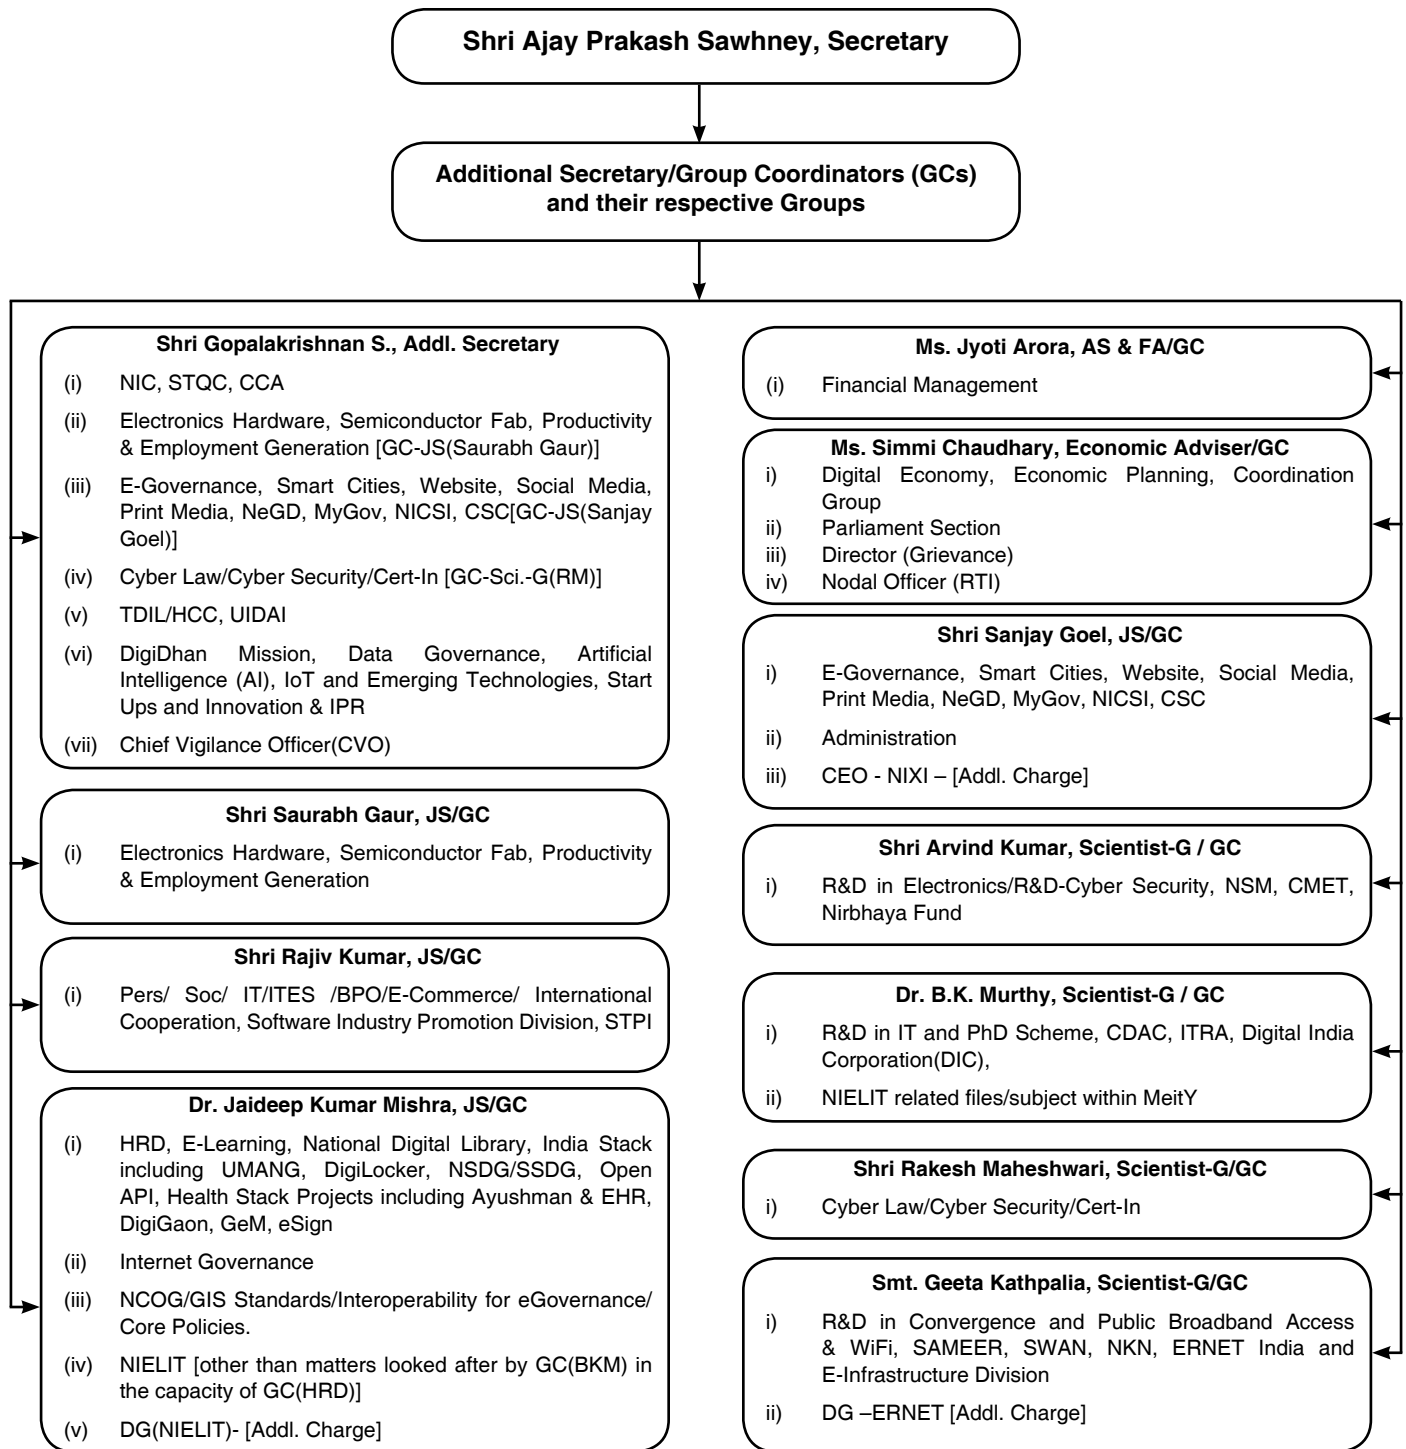 Shri Ajay Prakash Sawhney, Secretary
Additional Secretary/Group Coordinators (GCs)
and their respective Groups
Shri Gopalakrishnan S., Addl. Secretary
(i) NIC, STQC, CCA
(ii) Electronics Hardware, Semiconductor Fab, Productivity
& Employment Generation [GC-JS(Saurabh Gaur)]
(iii) E-Governance, Smart Cities, Website, Social Media,
Print Media, NeGD, MyGov, NICSI, CSC[GC-JS(Sanjay
Goel)]
(iv) Cyber Law/Cyber Security/Cert-In [GC-Sci.-G(RM)]
(v) TDIL/HCC, UIDAI
(vi) DigiDhan Mission, Data Governance, Artificial
Intelligence (AI), IoT and Emerging Technologies, Start
Ups and Innovation & IPR
(vii) Chief Vigilance Officer(CVO)
Shri Saurabh Gaur, JS/GC
(i) Electronics Hardware, Semiconductor Fab, Productivity
& Employment Generation
Shri Rajiv Kumar, JS/GC
(i) Pers/ Soc/ IT/ITES /BPO/E-Commerce/ International
Cooperation, Software Industry Promotion Division, STPI
Dr. Jaideep Kumar Mishra, JS/GC
(i) HRD, E-Learning, National Digital Library, India Stack
including UMANG, DigiLocker, NSDG/SSDG, Open
API, Health Stack Projects including Ayushman & EHR,
DigiGaon, GeM, eSign
(ii) Internet Governance
(iii) NCOG/GIS Standards/Interoperability for eGovernance/
Core Policies.
(iv) NIELIT [other than matters looked after by GC(BKM) in
the capacity of GC(HRD)]
(v) DG(NIELIT)- [Addl. Charge]
Ms. Jyoti Arora, AS & FA/GC
(i) Financial Management
Ms. Simmi Chaudhary, Economic Adviser/GC
i) Digital Economy, Economic Planning, Coordination
Group
ii) Parliament Section
iii) Director (Grievance)
iv) Nodal Officer (RTI)
Shri Sanjay Goel, JS/GC
i) E-Governance, Smart Cities, Website, Social Media,
Print Media, NeGD, MyGov, NICSI, CSC
ii) Administration
iii) CEO - NIXI – [Addl. Charge]
Shri Arvind Kumar, Scientist-G / GC
i) R&D in Electronics/R&D-Cyber Security, NSM, CMET,
Nirbhaya Fund
Dr. B.K. Murthy, Scientist-G / GC
i) R&D in IT and PhD Scheme, CDAC, ITRA, Digital India
Corporation(DIC),
ii) NIELIT related files/subject within MeitY
Shri Rakesh Maheshwari, Scientist-G/GC
i) Cyber Law/Cyber Security/Cert-In
Smt. Geeta Kathpalia, Scientist-G/GC
i) R&D in Convergence and Public Broadband Access
& WiFi, SAMEER, SWAN, NKN, ERNET India and
E-Infrastructure Division
ii) DG –ERNET [Addl. Charge]